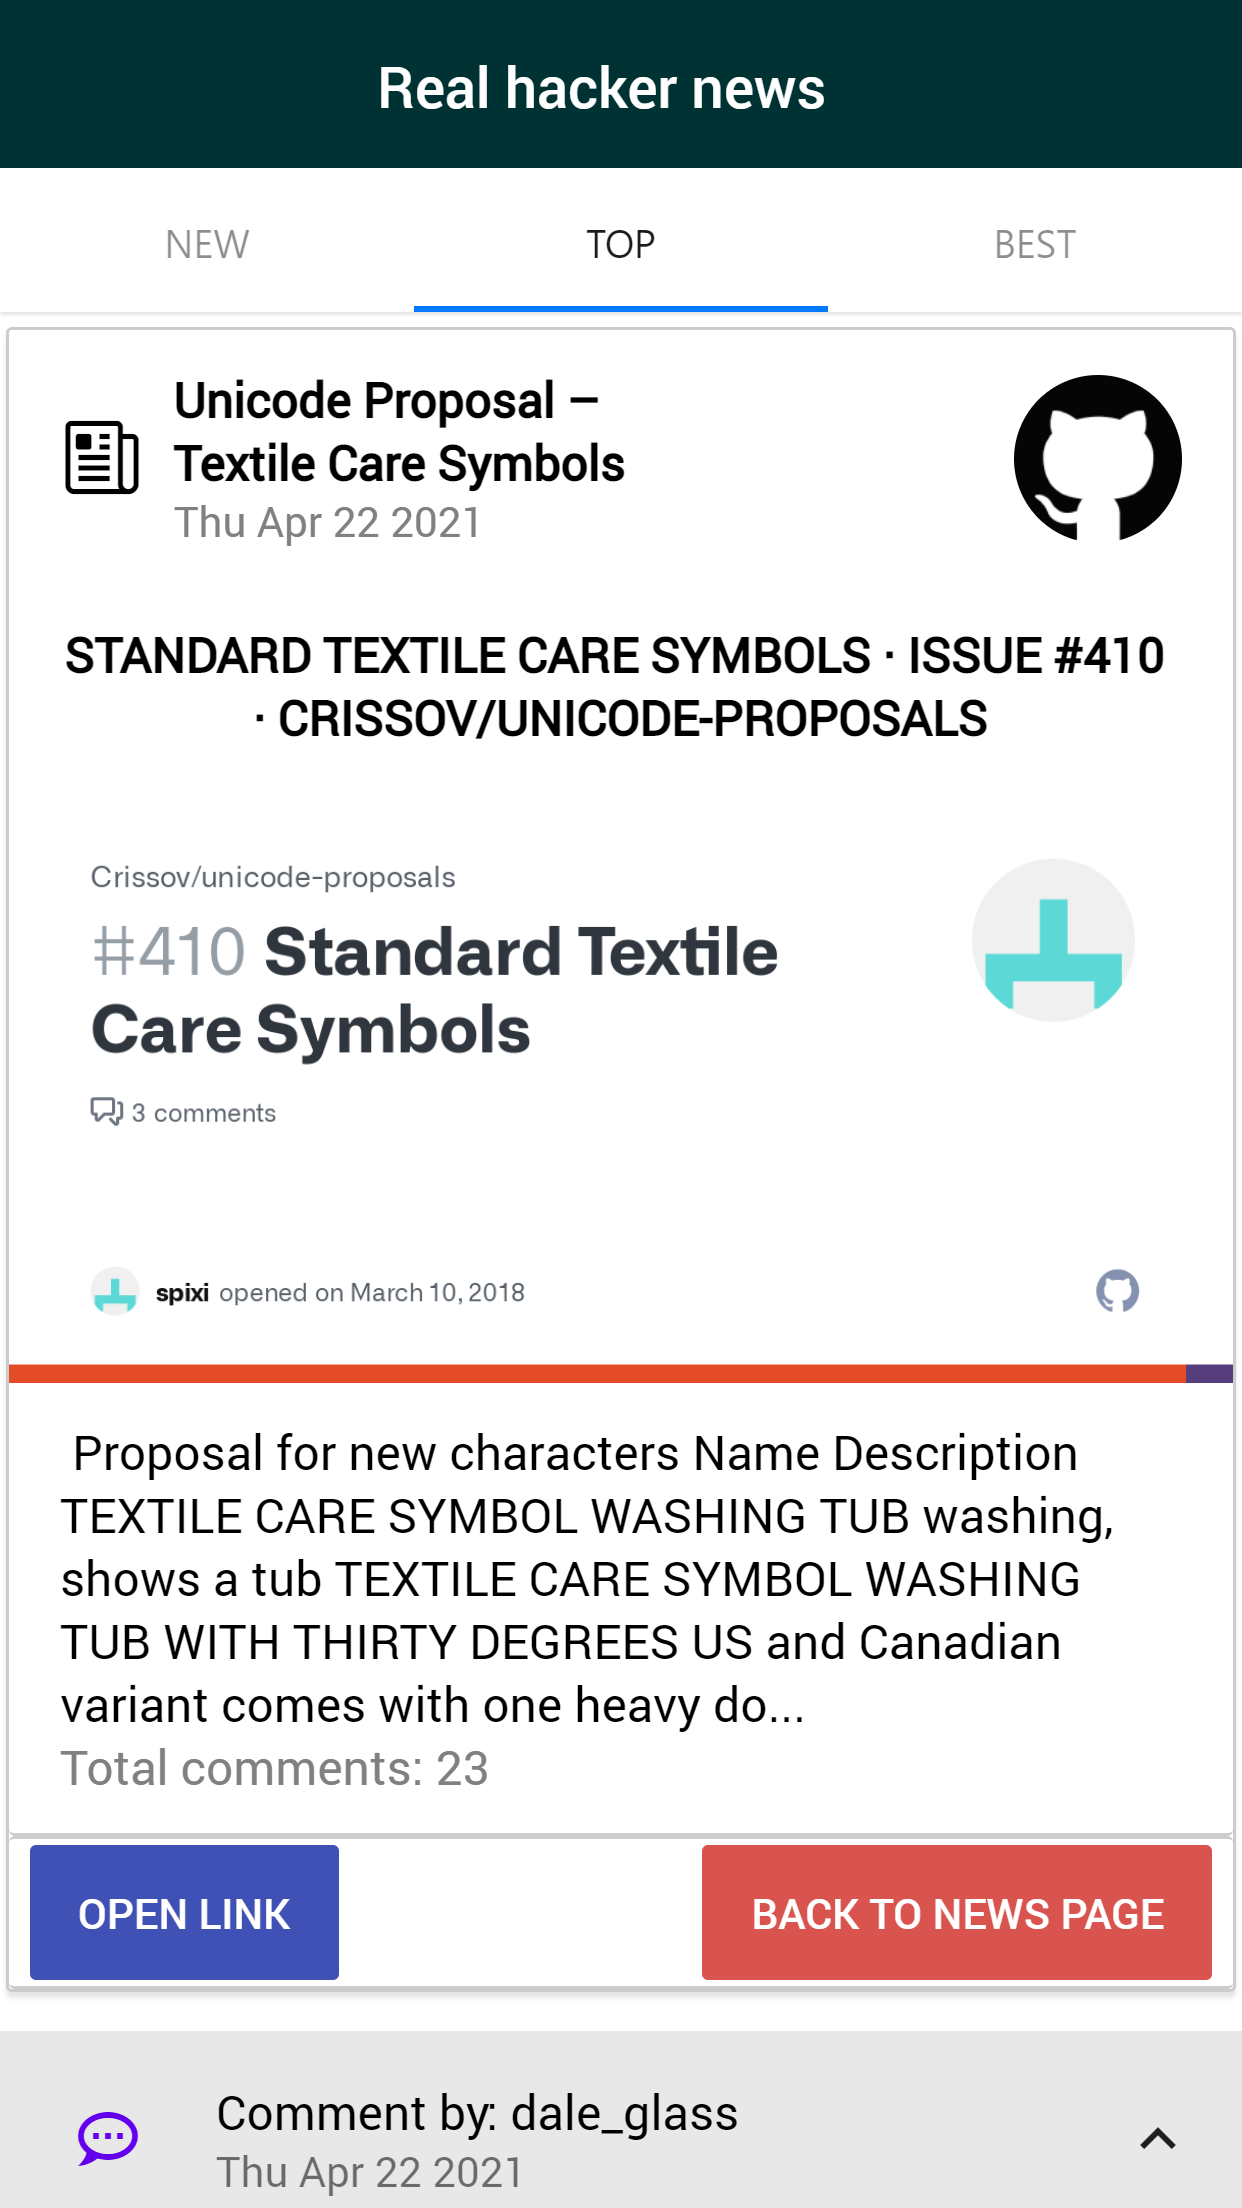 Real hacker news
NEW TOP BEST
Unicode Proposal –
Textile Care Symbols
Thu Apr 22 2021
STANDARD TEXTILE CARE SYMBOLS · ISSUE #410
· CRISSOV/UNICODE-PROPOSALS
Crissov/unicode-proposals
#410 Standard Textile
Care Symbols
3 comments
spixi opened on March 10, 2018
Proposal for new characters Name Description
TEXTILE CARE SYMBOL WASHING TUB washing,
shows a tub TEXTILE CARE SYMBOL WASHING
TUB WITH THIRTY DEGREES US and Canadian
variant comes with one heavy do...
Total comments: 23
OPEN LINK BACK TO NEWS PAGE
Comment by: dale_glass
Thu Apr 22 2021